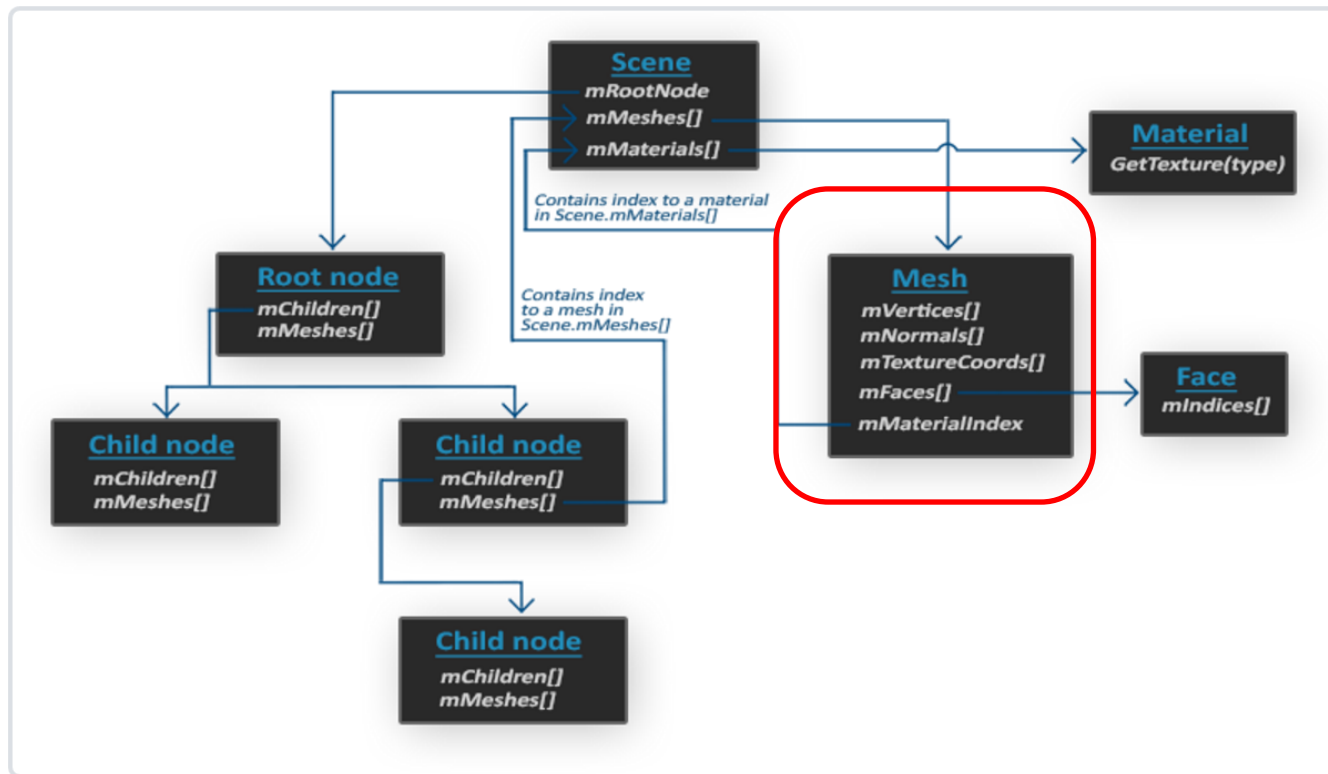 Scene
mRootNode
mMeshes[]
mMaterials[]
Material
GetTexture(type)
Contains index to a material
in Scene.mMaterials[]
Root node
mChildren[]
mMeshes[]
Contains index
to a mesh in
Scene.mMeshes[]
Mesh
mVertices[]
mNormals[]
mTextureCoords[]
mFaces[]
mMaterialIndex
Face
mIndices[]
Child node
mChildren[]
mMeshes[]
Child node
mChildren[]
mMeshes[]
Child node
mChildren[]
mMeshes[]